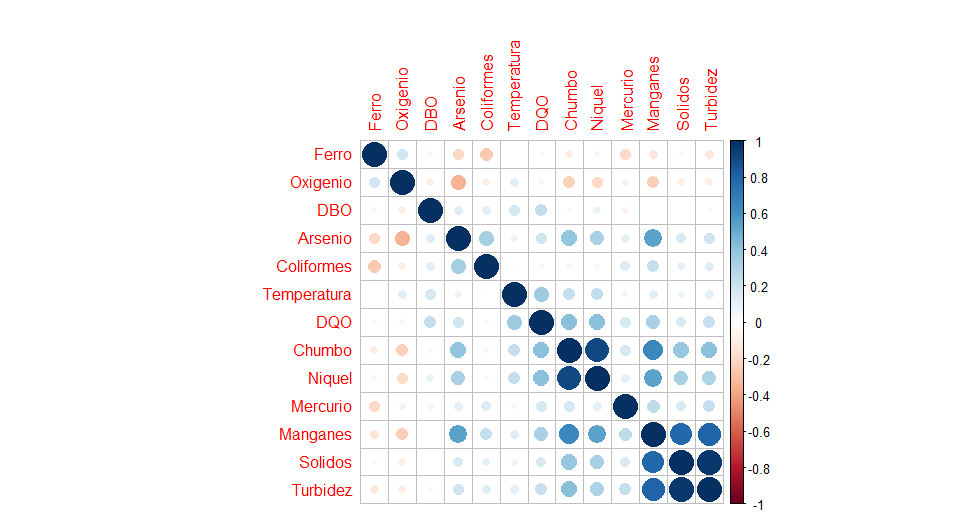 Ferro
Oxigenio
DBO
Arsenio
Coliformes
Temperatura
DQO
Chumbo
Niquel
Mercurio
Manganes
Solidos
Turbidez
Ferro
Oxigenio
DBO
Arsenio
Coliformes
Temperatura
DQO
Chumbo
Niquel
Mercurio
Manganes
Solidos
Turbidez
1
0.8
0.6
0.4
0.2
0
-0.2
-0.4
-0.6
-0.8
-1